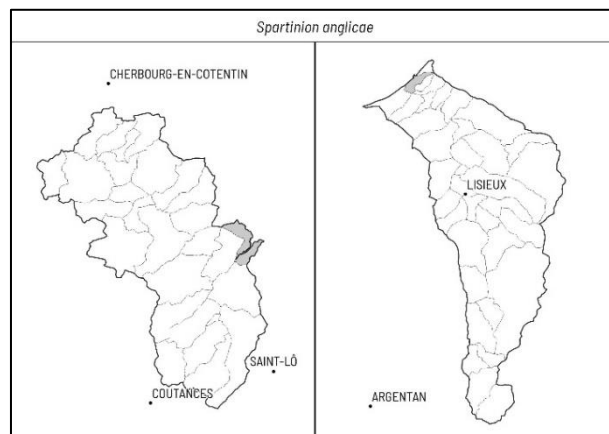 Spartinion anglicae
CHERBOURG-EN-COTENTIN
SAINT-LÔ
COUTANCES
LISIEUX
ARGENTAN